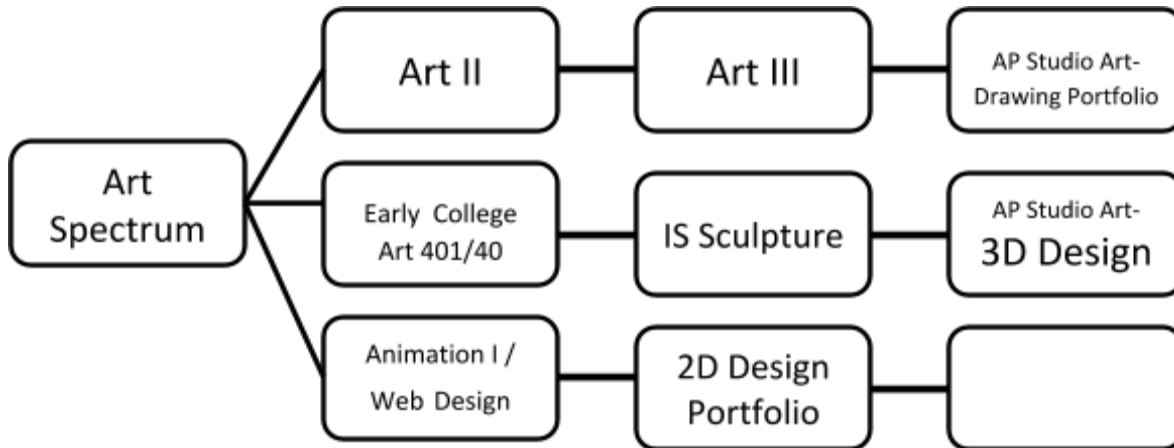 Art
Spectrum
Art II
Art III
AP Studio Art-
Drawing Portfolio
Early College
Art 401/40
IS Sculpture
AP Studio Art-
3D Design
Animation I /
Web Design
2D Design
Portfolio